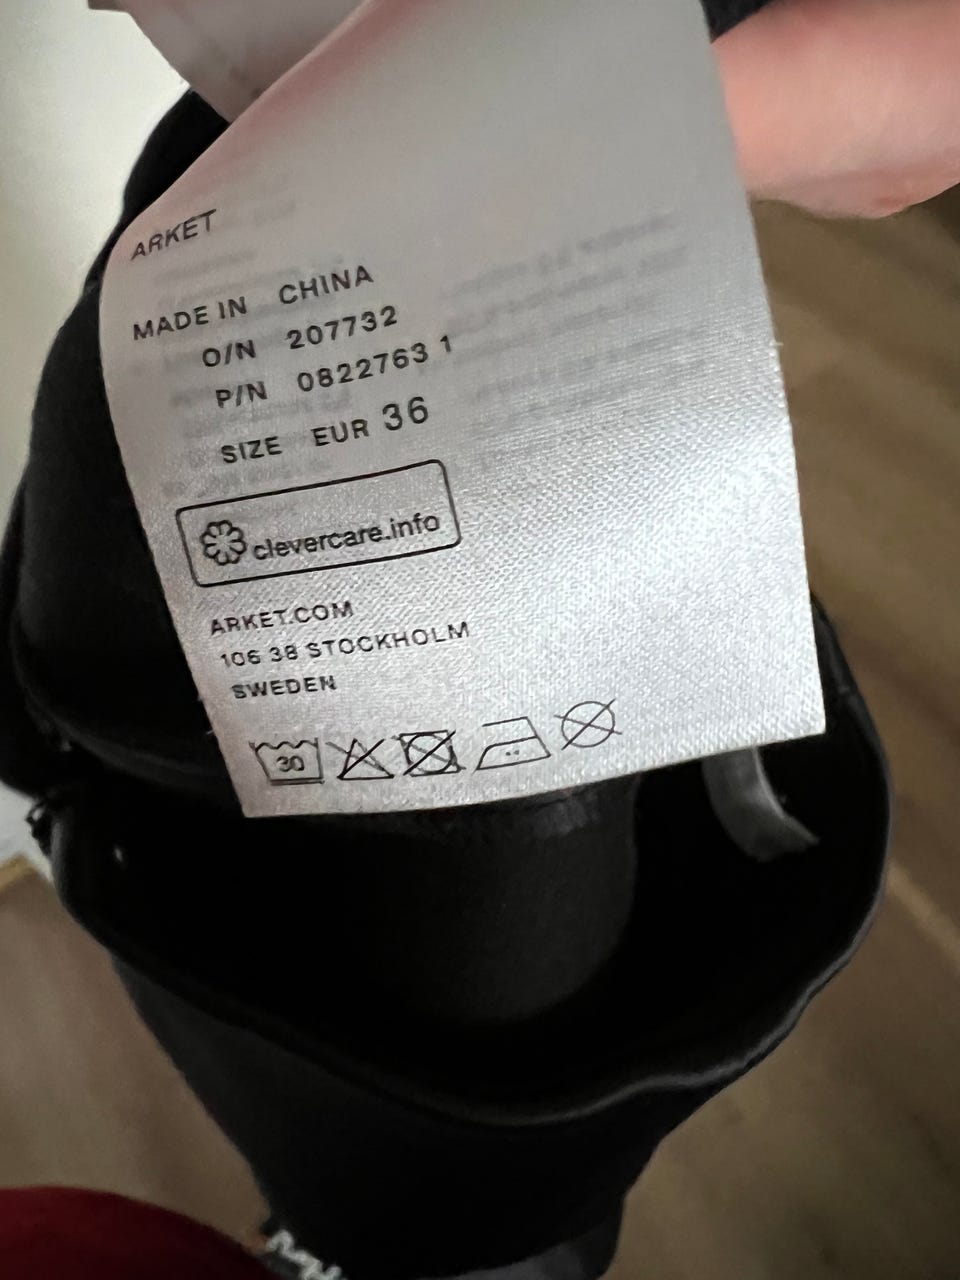 ARKET
MADE IN CHINA
O/N 207732
P/N 0822763 1
SIZE EUR 36
clevercare.info
ARKET.COM
106 38 STOCKHOLM
SWEDEN
30